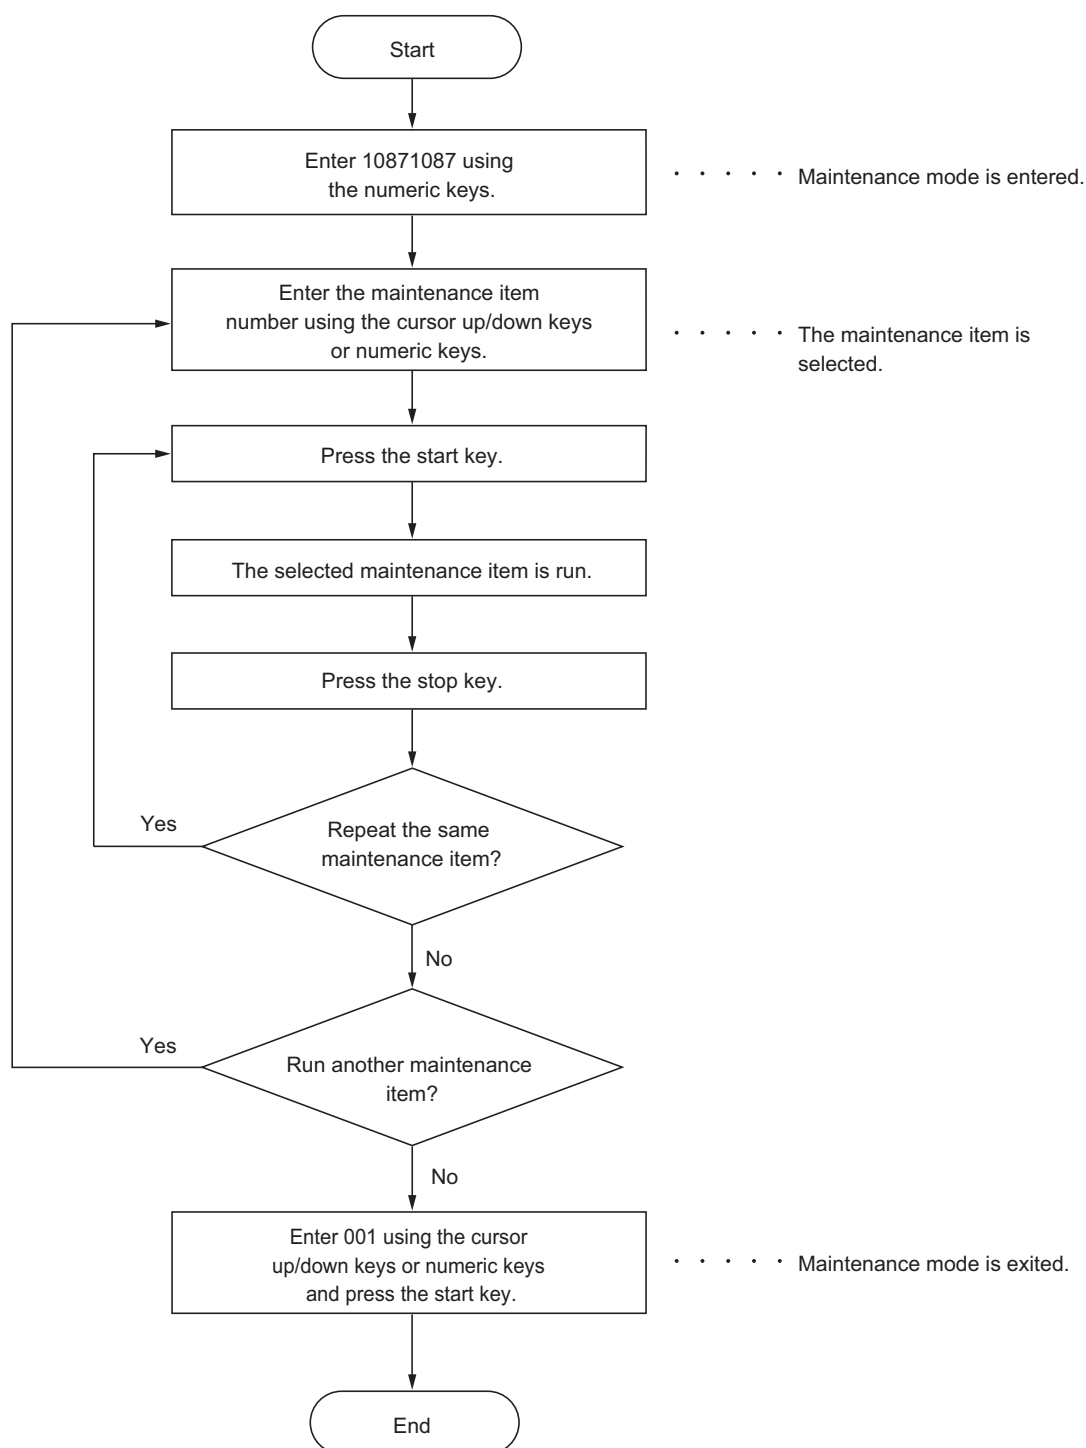 Start
Enter 10871087 using
the numeric keys.
Maintenance mode is entered.
Enter the maintenance item
number using the cursor up/down keys
or numeric keys.
The maintenance item is
selected.
Press the start key.
The selected maintenance item is run.
Press the stop key.
Yes
Repeat the same
maintenance item?
No
Yes
Run another maintenance
item?
No
Enter 001 using the cursor
up/down keys or numeric keys
and press the start key.
Maintenance mode is exited.
End